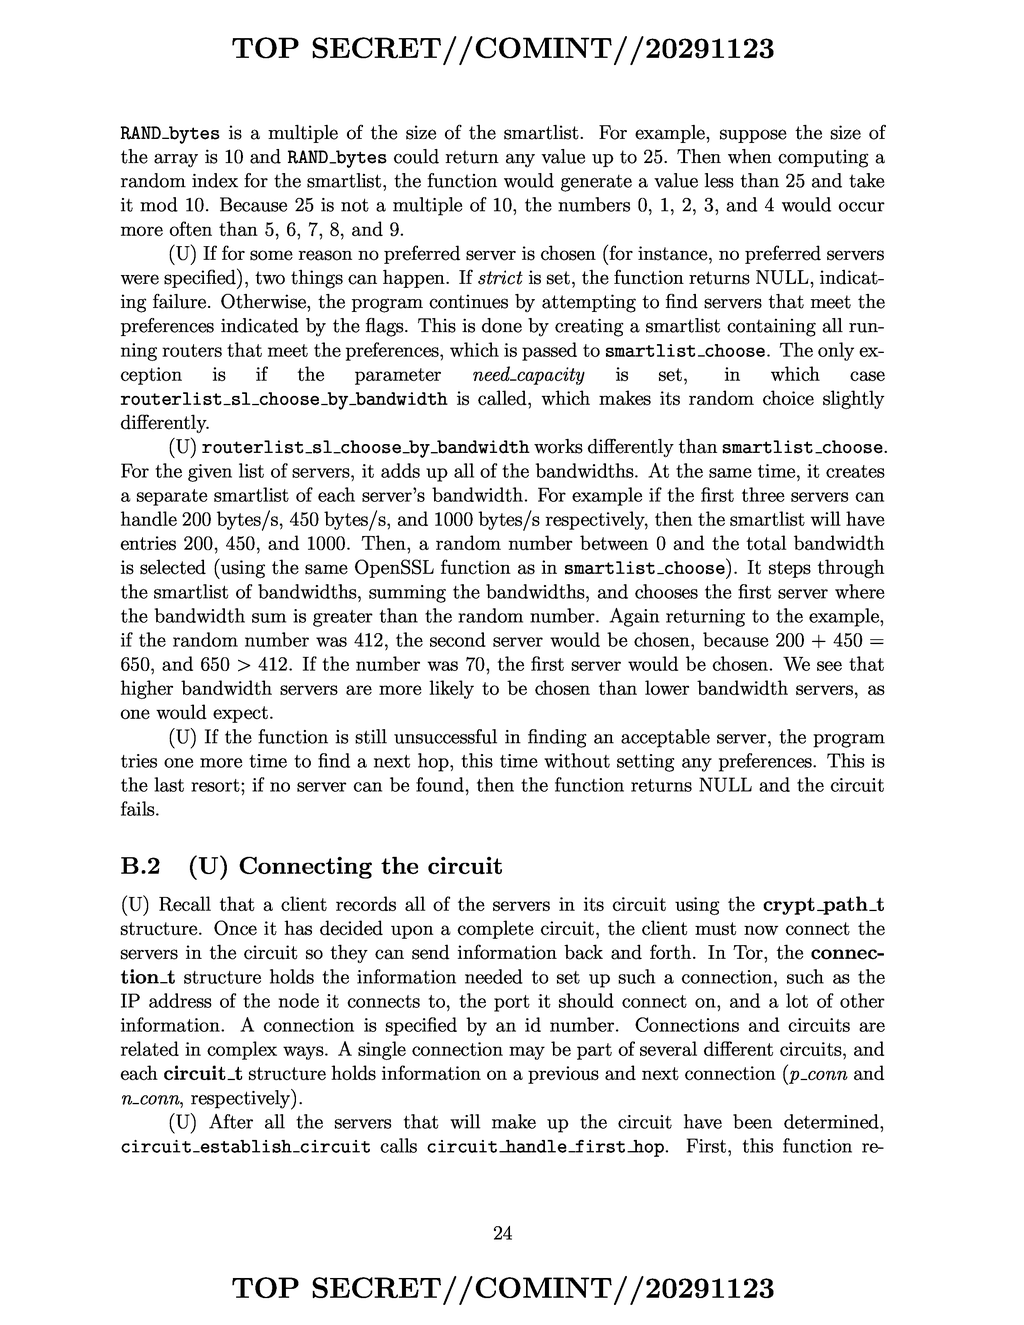 TOP SECRET//COMINT//20291123
RAND_bytes is a multiple of the size of the smartlist. For example, suppose the size of
the array is 10 and RAND_bytes could return any value up to 25. Then when computing a
random index for the smartlist, the function would generate a value less than 25 and take
it mod 10. Because 25 is not a multiple of 10, the numbers 0, 1, 2, 3, and 4 would occur
more often than 5, 6, 7, 8, and 9.
(U) If for some reason no preferred server is chosen (for instance, no preferred servers
were specified), two things can happen. If strict is set, the function returns NULL, indicat-
ing failure. Otherwise, the program continues by attempting to find servers that meet the
preferences indicated by the flags. This is done by creating a smartlist containing all run-
ning routers that meet the preferences, which is passed to smartlist_choose. The only ex-
ception is if the parameter need_capacity is set, in which case
routerlist_sl_choose_by_bandwidth is called, which makes its random choice slightly
differently.
(U) routerlist_sl_choose_by_bandwidth works differently than smartlist_choose.
For the given list of servers, it adds up all of the bandwidths. At the same time, it creates
a separate smartlist of each server's bandwidth. For example if the first three servers can
handle 200 bytes/s, 450 bytes/s, and 1000 bytes/s respectively, then the smartlist will have
entries 200, 450, and 1000. Then, a random number between 0 and the total bandwidth
is selected (using the same OpenSSL function as in smartlist_choose). It steps through
the smartlist of bandwidths, summing the bandwidths, and chooses the first server where
the bandwidth sum is greater than the random number. Again returning to the example,
if the random number was 412, the second server would be chosen, because 200 + 450 =
650, and 650 > 412. If the number was 70, the first server would be chosen. We see that
higher bandwidth servers are more likely to be chosen than lower bandwidth servers, as
one would expect.
(U) If the function is still unsuccessful in finding an acceptable server, the program
tries one more time to find a next hop, this time without setting any preferences. This is
the last resort; if no server can be found, then the function returns NULL and the circuit
fails.
B.2 (U) Connecting the circuit
(U) Recall that a client records all of the servers in its circuit using the crypt_path_t
structure. Once it has decided upon a complete circuit, the client must now connect the
servers in the circuit so they can send information back and forth. In Tor, the connec-
tion_t structure holds the information needed to set up such a connection, such as the
IP address of the node it connects to, the port it should connect on, and a lot of other
information. A connection is specified by an id number. Connections and circuits are
related in complex ways. A single connection may be part of several different circuits, and
each circuit_t structure holds information on a previous and next connection (p_conn and
n_conn, respectively).
(U) After all the servers that will make up the circuit have been determined,
circuit_establish_circuit calls circuit_handle_first_hop. First, this function re-
24
TOP SECRET//COMINT//20291123